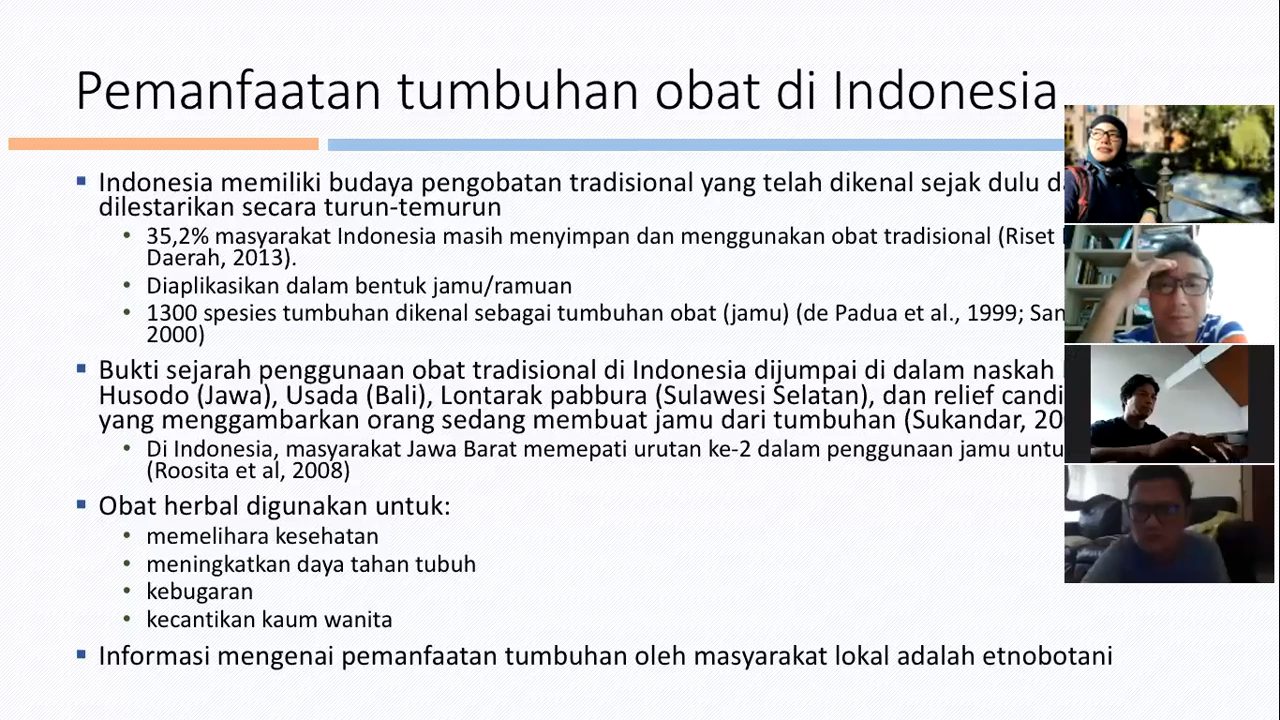 Pemanfaatan tumbuhan obat di Indonesia
Indonesia memiliki budaya pengobatan tradisional yang telah dikenal sejak dulu
dilestarikan secara turun-temurun
35,2% masyarakat Indonesia masih menyimpan dan menggunakan obat tradisional (Riset
Daerah, 2013).
Diaplikasikan dalam bentuk jamu/ramuan
1300 spesies tumbuhan dikenal sebagai tumbuhan obat (jamu) (de Padua et al., 1999;
2000)
Bukti sejarah penggunaan obat tradisional di Indonesia dijumpai di dalam naskah
Husodo (Jawa), Usada (Bali), Lontarak pabbura (Sulawesi Selatan), dan relief candi
yang menggambarkan orang sedang membuat jamu dari tumbuhan (Sukandar,
Di Indonesia, masyarakat Jawa Barat memepati urutan ke-2 dalam penggunaan jamu
(Roosita et al, 2008)
Obat herbal digunakan untuk:
memelihara kesehatan
meningkatkan daya tahan tubuh
kebugaran
kecantikan kaum wanita
Informasi mengenai pemanfaatan tumbuhan oleh masyarakat lokal adalah etnobotani